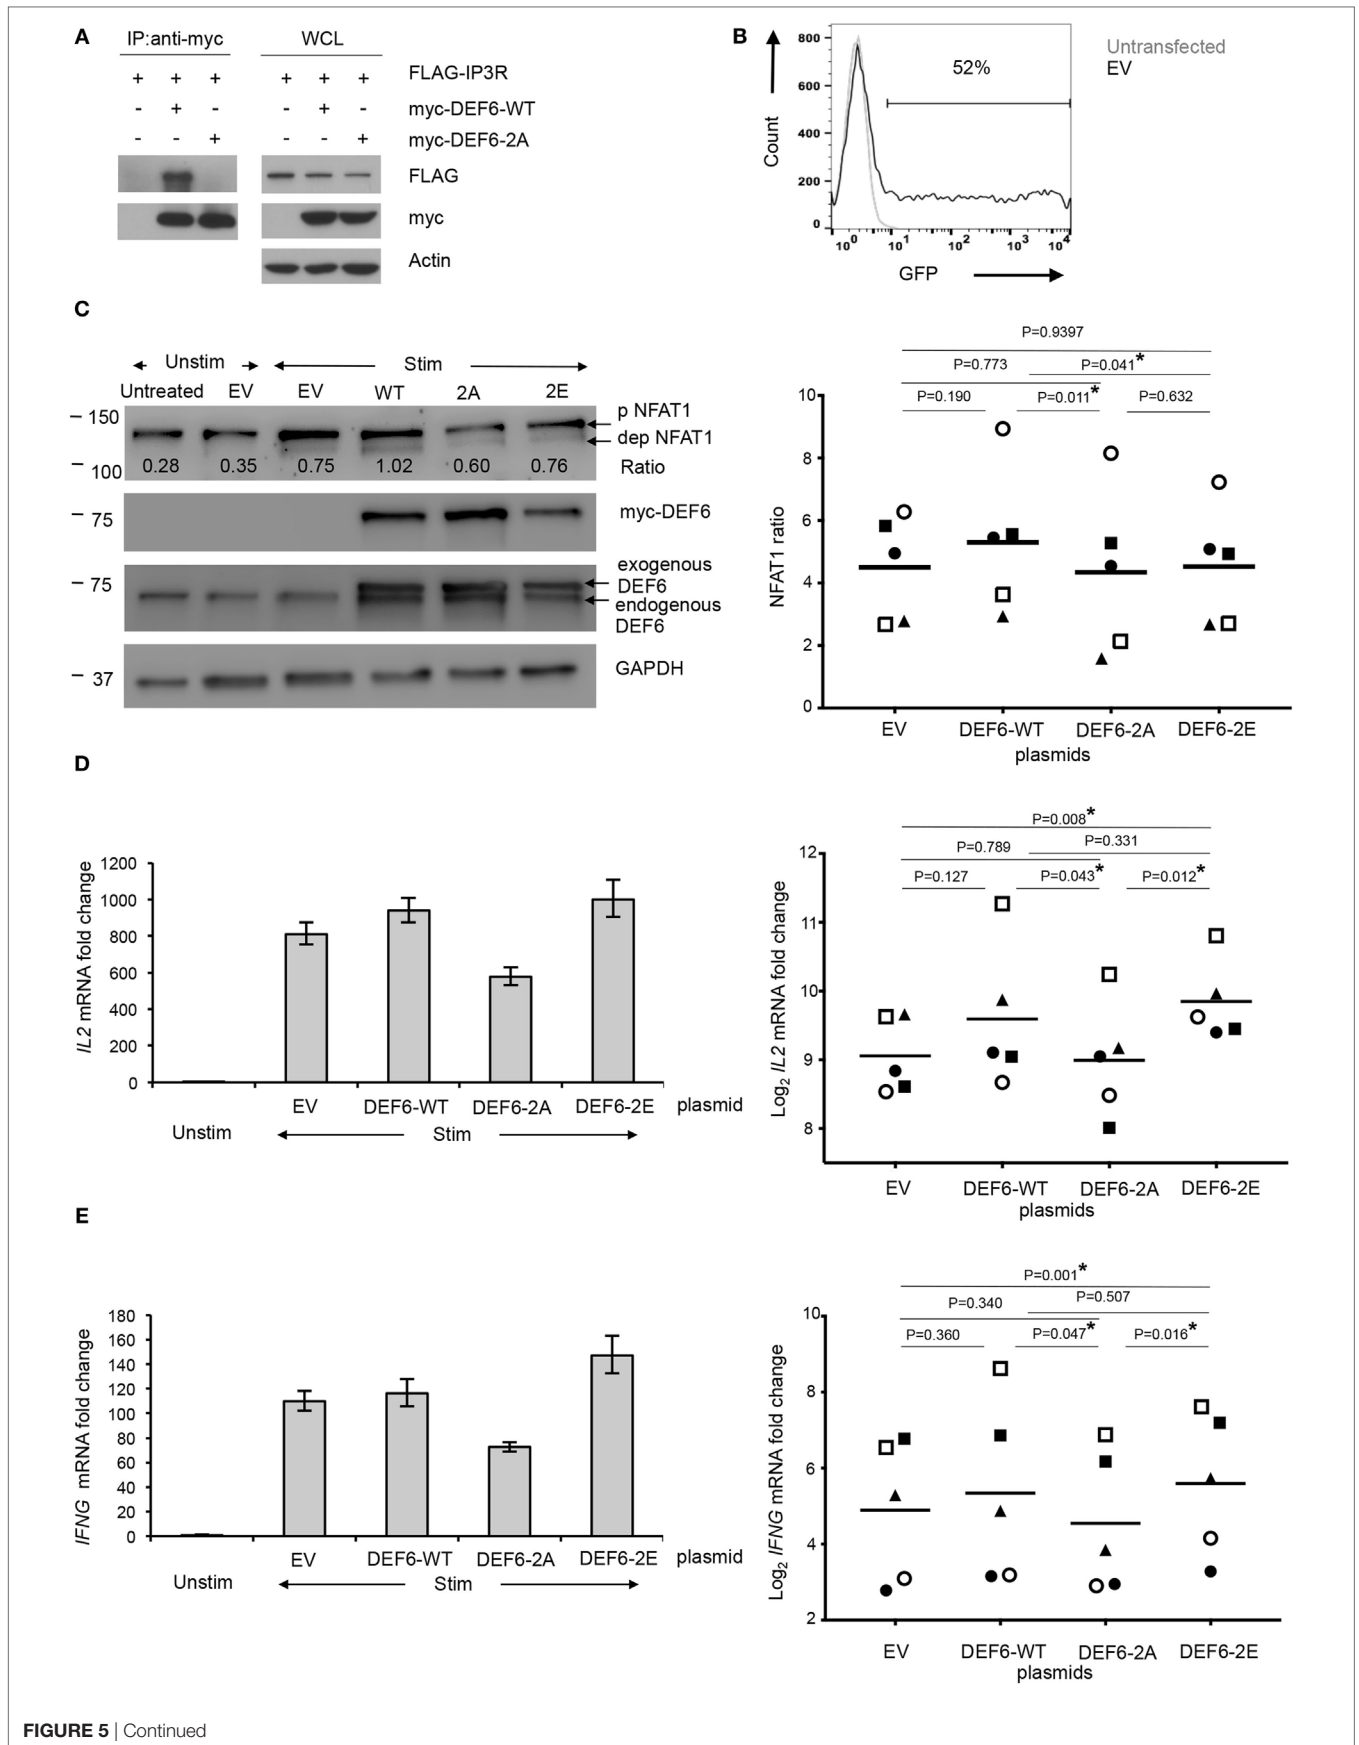 A
IP:anti-myc WCL
+ + + + + + FLAG-IP3R
- + - - + - myc-DEF6-WT
- - + - - + myc-DEF6-2A
FLAG
myc
Actin
B
800
600
400
200
0
Count
52%
10⁰ 10¹ 10² 10³ 10⁴
GFP
Untransfected
EV
C
Unstim Stim
Untreated EV EV WT 2A 2E
150
100
p NFAT1
dep NFAT1
0.28 0.35 0.75 1.02 0.60 0.76 Ratio
75
myc-DEF6
75
exogenous
DEF6
endogenous
DEF6
37
GAPDH
P=0.9397
P=0.773 P=0.041*
P=0.190 P=0.011* P=0.632
10
8
6
4
2
0
NFAT1 ratio
EV DEF6-WT DEF6-2A DEF6-2E
plasmids
D
1200
1000
800
600
400
200
0
IL2 mRNA fold change
EV DEF6-WT DEF6-2A DEF6-2E plasmid
Unstim Stim
P=0.008*
P=0.789 P=0.331
P=0.127 P=0.043* P=0.012*
12
11
10
9
8
Log₂ IL2 mRNA fold change
EV DEF6-WT DEF6-2A DEF6-2E
plasmids
E
180
160
140
120
100
80
60
40
20
0
IFNG mRNA fold change
EV DEF6-WT DEF6-2A DEF6-2E plasmid
Unstim Stim
P=0.001*
P=0.340 P=0.507
P=0.360 P=0.047* P=0.016*
10
8
6
4
2
Log₂ IFNG mRNA fold change
EV DEF6-WT DEF6-2A DEF6-2E
plasmids
FIGURE 5 | Continued